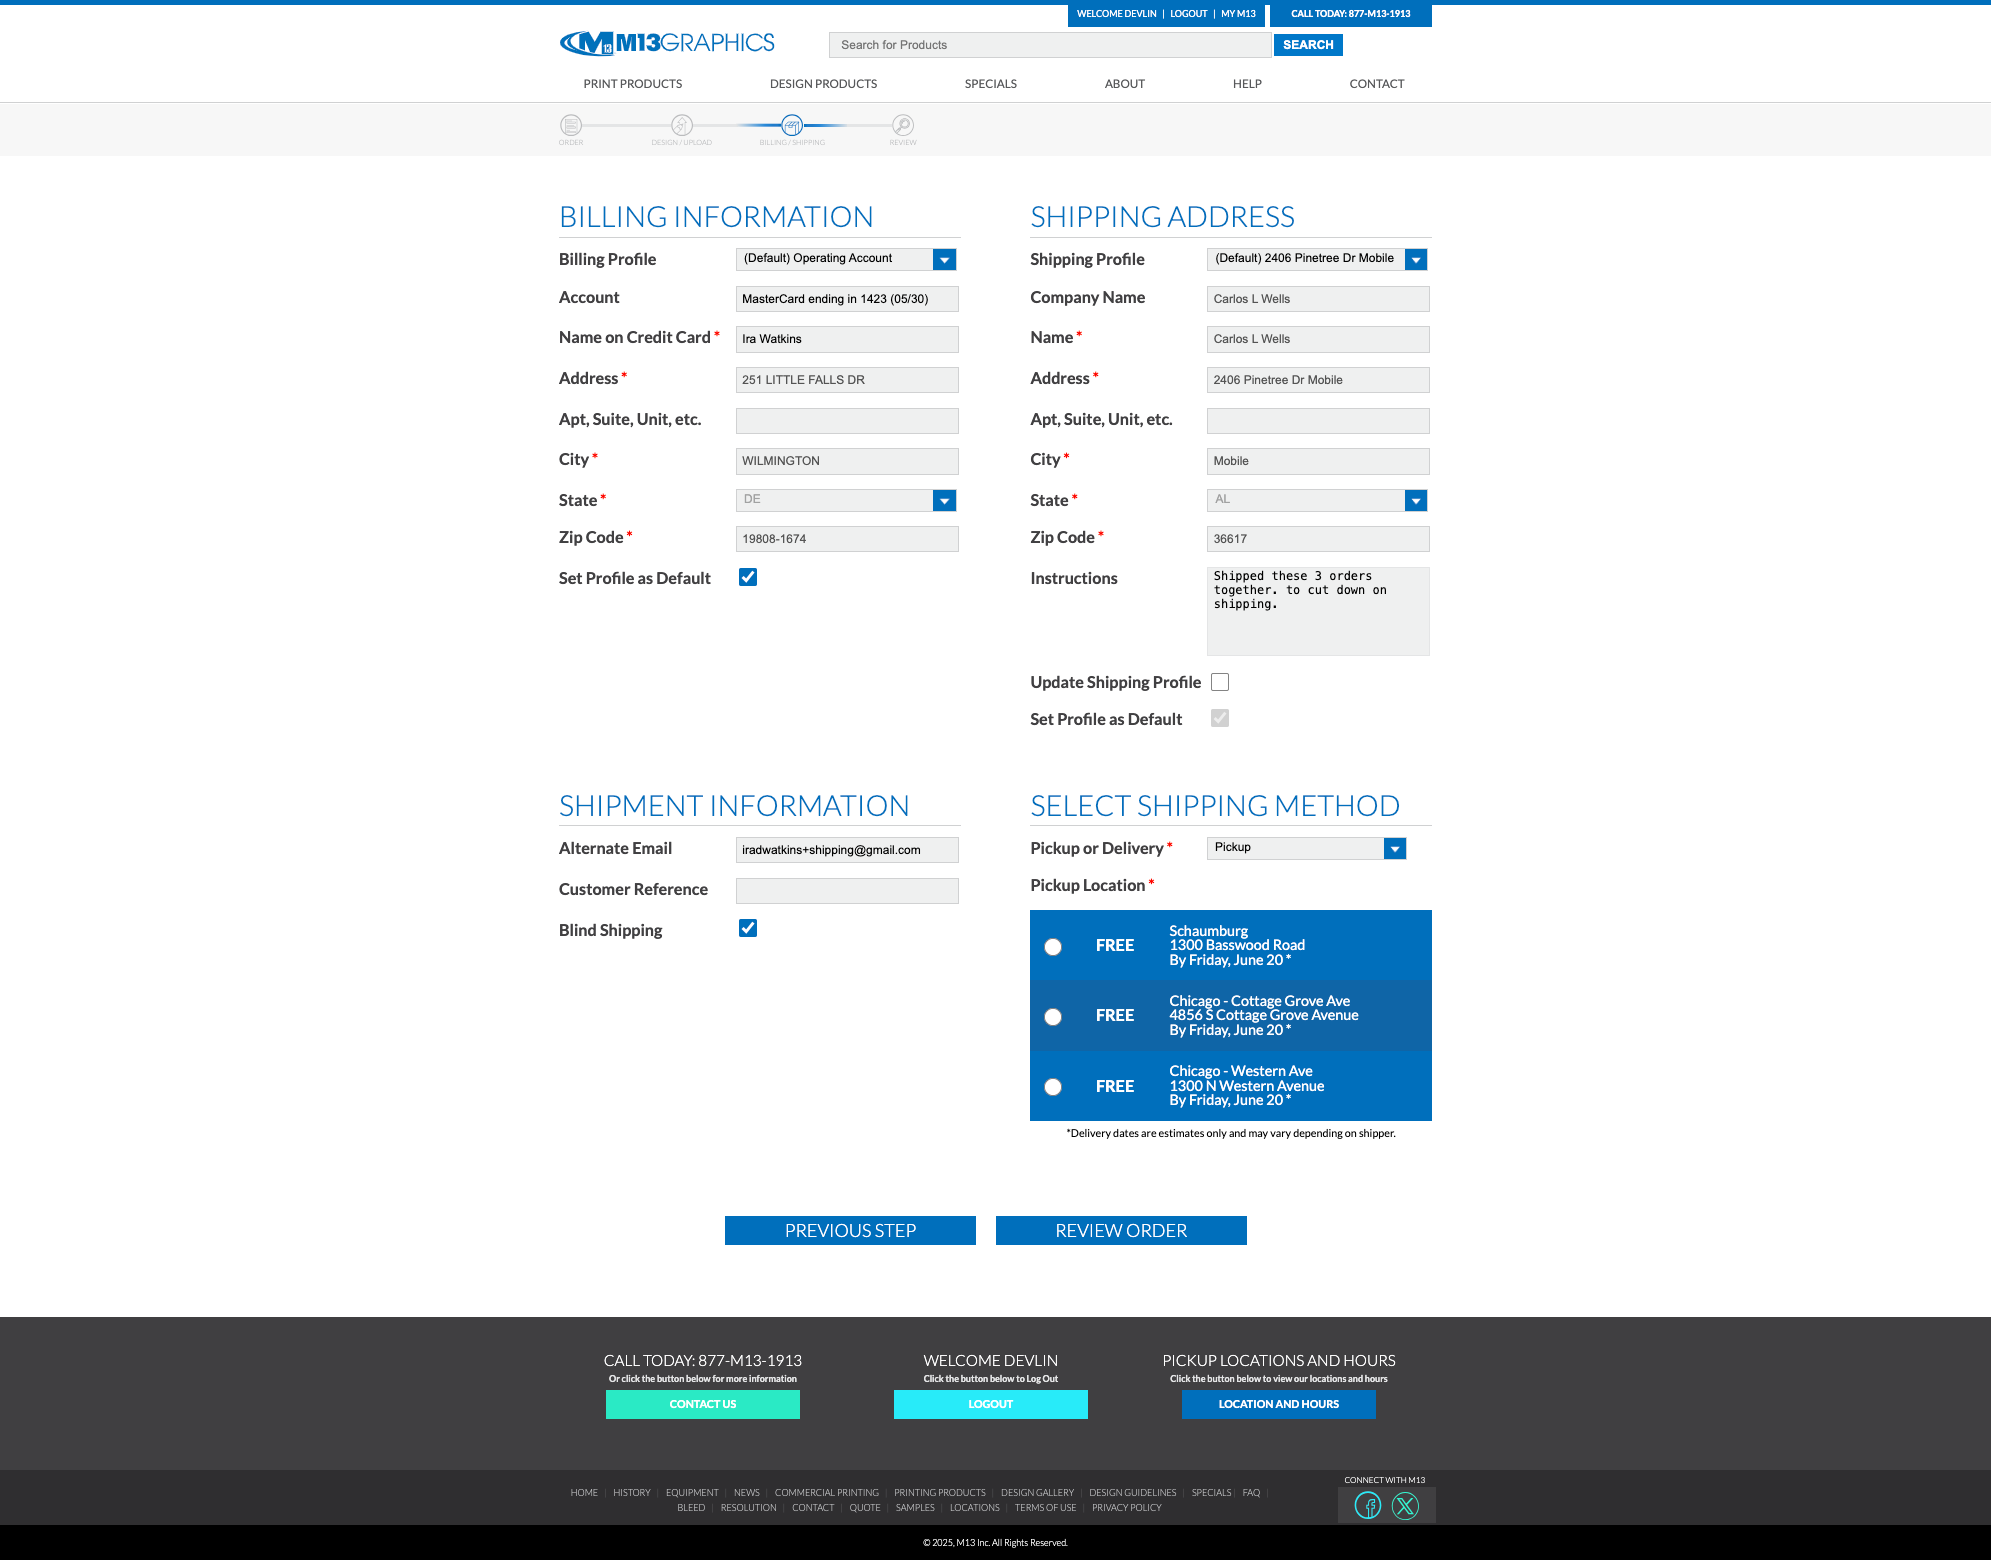 WELCOME DEVLIN | LOGOUT | MY M13
CALL TODAY: 877-M13-1913
M13 M13GRAPHICS
Search for Products
SEARCH
PRINT PRODUCTS
DESIGN PRODUCTS
SPECIALS
ABOUT
HELP
CONTACT
ORDER
DESIGN / UPLOAD
BILLING / SHIPPING
REVIEW
BILLING INFORMATION
Billing Profile (Default) Operating Account
Account MasterCard ending in 1423 (05/30)
Name on Credit Card * Ira Watkins
Address * 251 LITTLE FALLS DR
Apt, Suite, Unit, etc.
City * WILMINGTON
State * DE
Zip Code * 19808-1674
Set Profile as Default
SHIPPING ADDRESS
Shipping Profile (Default) 2406 Pinetree Dr Mobile
Company Name Carlos L Wells
Name * Carlos L Wells
Address * 2406 Pinetree Dr Mobile
Apt, Suite, Unit, etc.
City * Mobile
State * AL
Zip Code * 36617
Instructions Shipped these 3 orders
together. to cut down on
shipping.
Update Shipping Profile
Set Profile as Default
SHIPMENT INFORMATION
Alternate Email iradwatkins+shipping@gmail.com
Customer Reference
Blind Shipping
SELECT SHIPPING METHOD
Pickup or Delivery * Pickup
Pickup Location *
FREE
Schaumburg
1300 Basswood Road
By Friday, June 20 *
FREE
Chicago - Cottage Grove Ave
4856 S Cottage Grove Avenue
By Friday, June 20 *
FREE
Chicago - Western Ave
1300 N Western Avenue
By Friday, June 20 *
*Delivery dates are estimates only and may vary depending on shipper.
PREVIOUS STEP
REVIEW ORDER
CALL TODAY: 877-M13-1913
Or click the button below for more information
CONTACT US
WELCOME DEVLIN
Click the button below to Log Out
LOGOUT
PICKUP LOCATIONS AND HOURS
Click the button below to view our locations and hours
LOCATION AND HOURS
HOME | HISTORY | EQUIPMENT | NEWS | COMMERCIAL PRINTING | PRINTING PRODUCTS | DESIGN GALLERY | DESIGN GUIDELINES | SPECIALS | FAQ |
BLEED | RESOLUTION | CONTACT | QUOTE | SAMPLES | LOCATIONS | TERMS OF USE | PRIVACY POLICY
CONNECT WITH M13
© 2025, M13 Inc. All Rights Reserved.